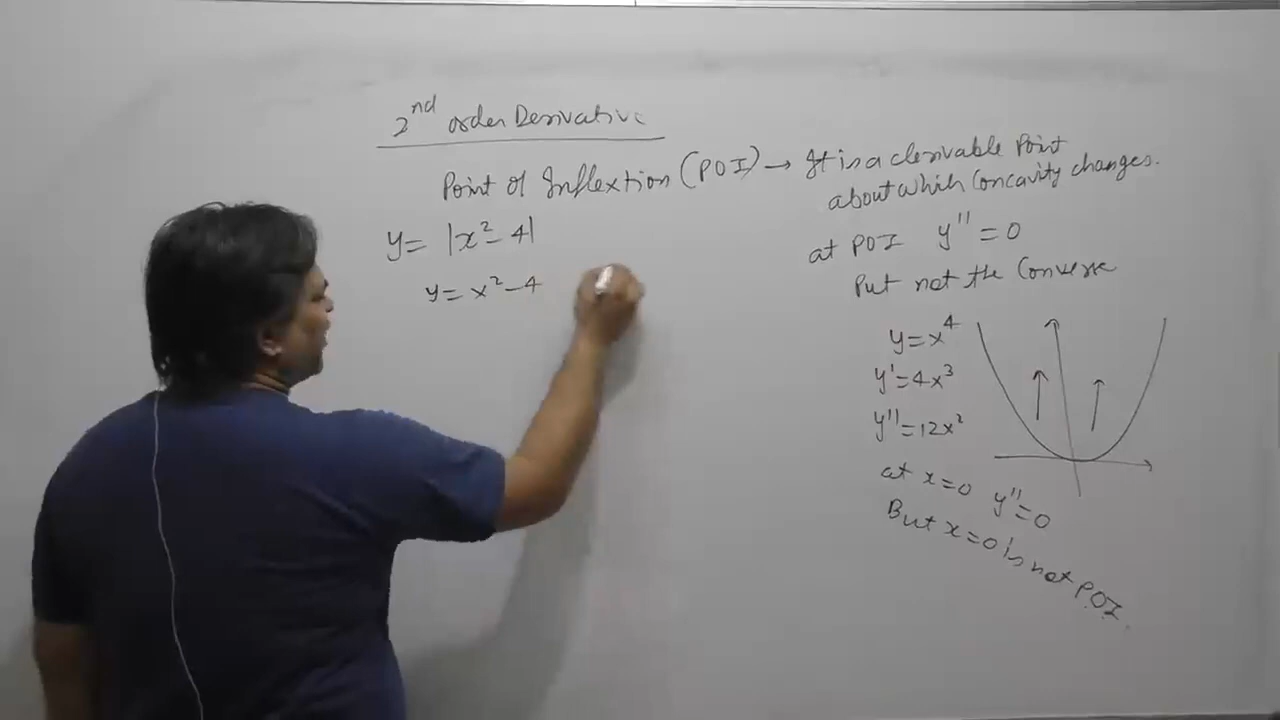 2nd order Derivative
Point of Inflextion (POI) → It is a derivable Point
about which Concavity changes.
y = |x² - 4|
y = x² - 4
at POI y'' = 0
But not the Converse
y = x⁴
y' = 4x³
y'' = 12x²
at x = 0 y'' = 0
But x = 0 is not POI.